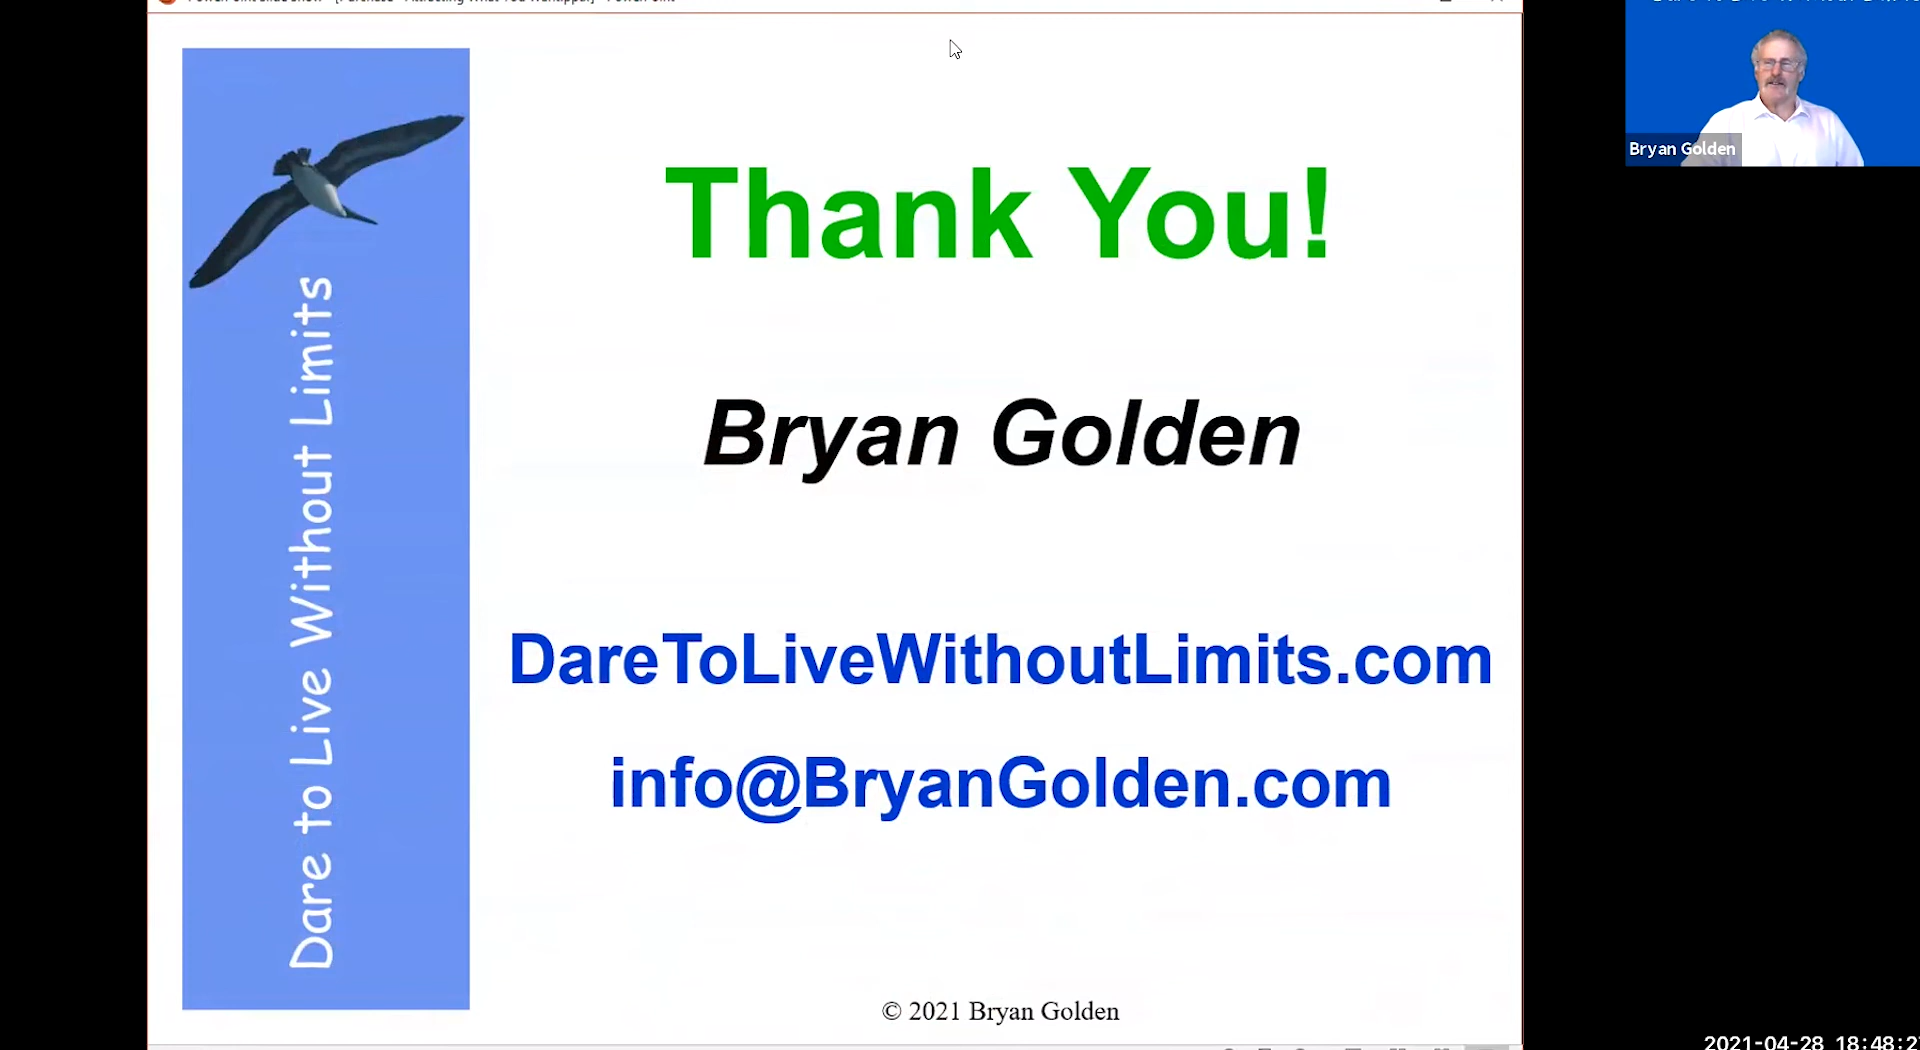 Thank You!
Bryan Golden
DareToLiveWithoutLimits.com
info@BryanGolden.com
© 2021 Bryan Golden
Dare to Live Without Limits
Bryan Golden
2021-04-28 18:48:2